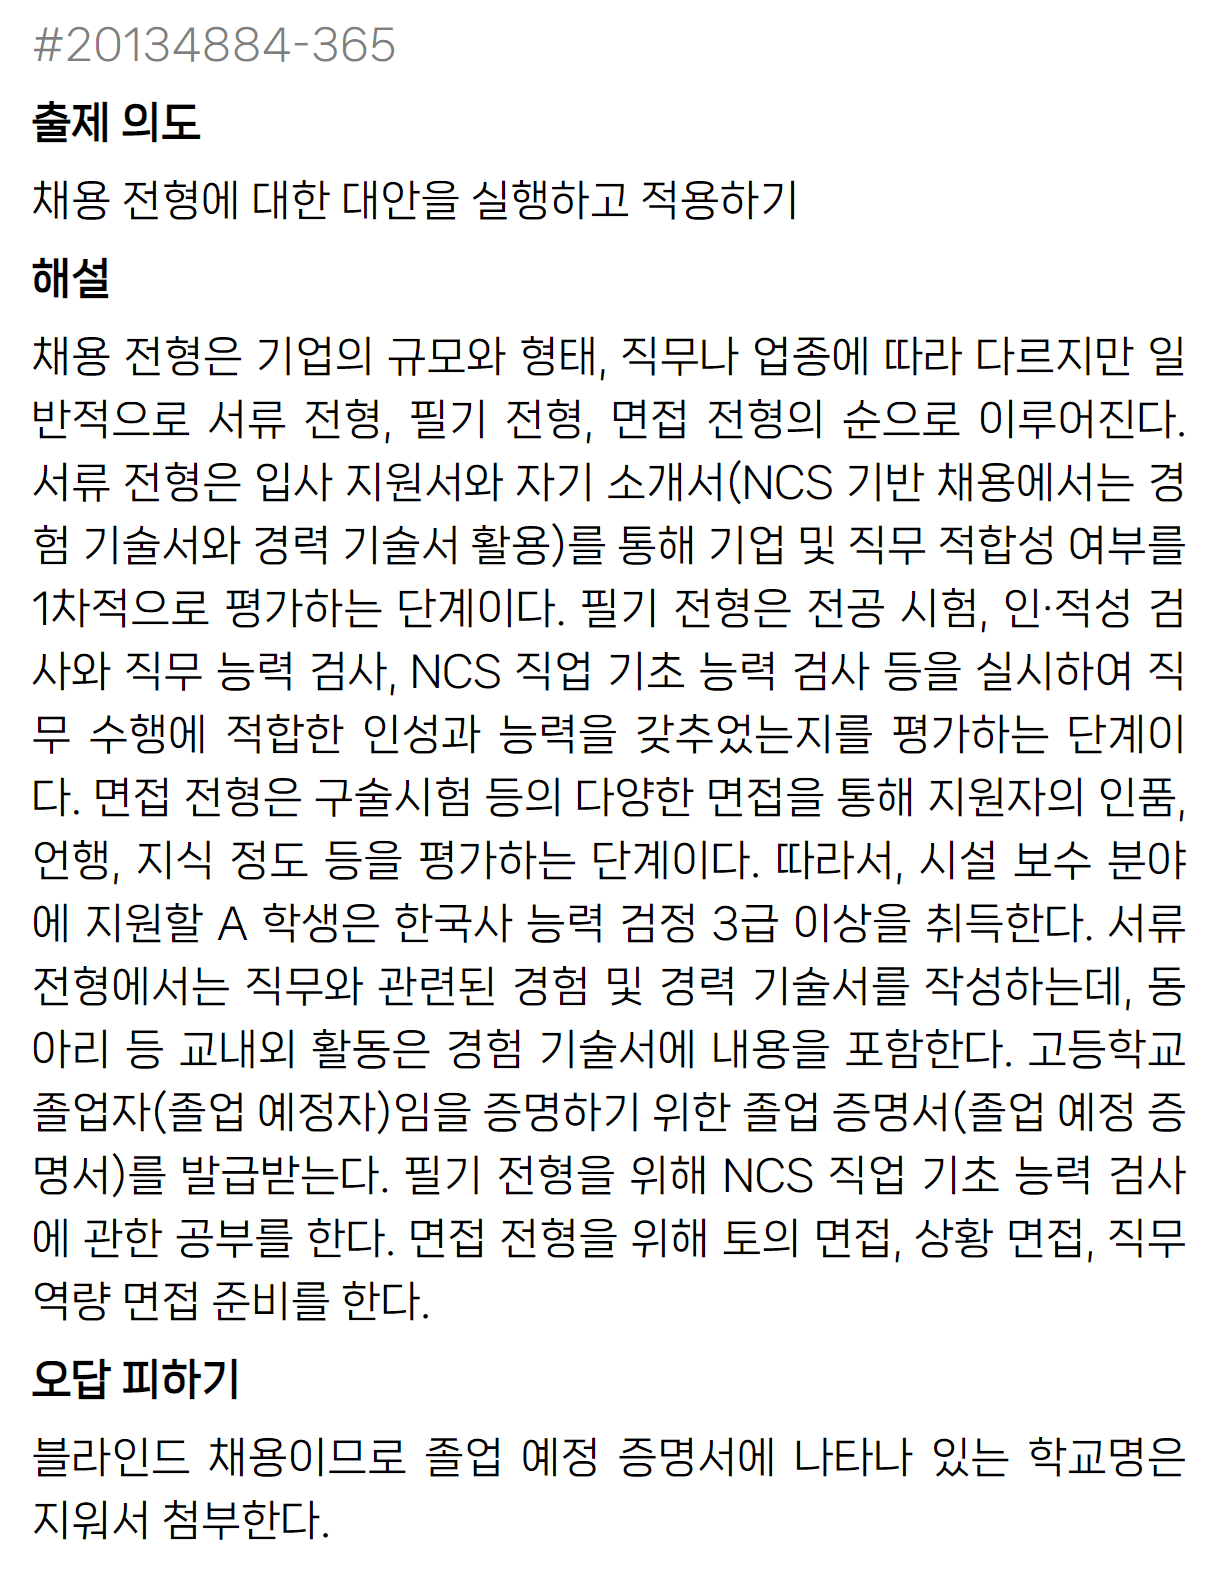 #20134884-365
출제 의도
채용 전형에 대한 대안을 실행하고 적용하기
해설
채용 전형은 기업의 규모와 형태, 직무나 업종에 따라 다르지만 일
반적으로 서류 전형, 필기 전형, 면접 전형의 순으로 이루어진다.
서류 전형은 입사 지원서와 자기 소개서(NCS 기반 채용에서는 경
험 기술서와 경력 기술서 활용)를 통해 기업 및 직무 적합성 여부를
1차적으로 평가하는 단계이다. 필기 전형은 전공 시험, 인·적성 검
사와 직무 능력 검사, NCS 직업 기초 능력 검사 등을 실시하여 직
무 수행에 적합한 인성과 능력을 갖추었는지를 평가하는 단계이
다. 면접 전형은 구술시험 등의 다양한 면접을 통해 지원자의 인품,
언행, 지식 정도 등을 평가하는 단계이다. 따라서, 시설 보수 분야
에 지원할 A 학생은 한국사 능력 검정 3급 이상을 취득한다. 서류
전형에서는 직무와 관련된 경험 및 경력 기술서를 작성하는데, 동
아리 등 교내외 활동은 경험 기술서에 내용을 포함한다. 고등학교
졸업자(졸업 예정자)임을 증명하기 위한 졸업 증명서(졸업 예정 증
명서)를 발급받는다. 필기 전형을 위해 NCS 직업 기초 능력 검사
에 관한 공부를 한다. 면접 전형을 위해 토의 면접, 상황 면접, 직무
역량 면접 준비를 한다.
오답 피하기
블라인드 채용이므로 졸업 예정 증명서에 나타나 있는 학교명은
지워서 첨부한다.